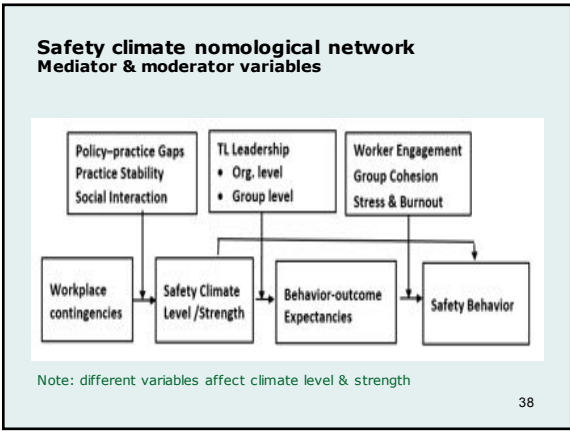 Safety climate nomological network
Mediator & moderator variables
Policy–practice Gaps
Practice Stability
Social Interaction
TL Leadership
• Org. level
• Group level
Worker Engagement
Group Cohesion
Stress & Burnout
Workplace
contingencies
Safety Climate
Level /Strength
Behavior-outcome
Expectancies
Safety Behavior
Note: different variables affect climate level & strength
38